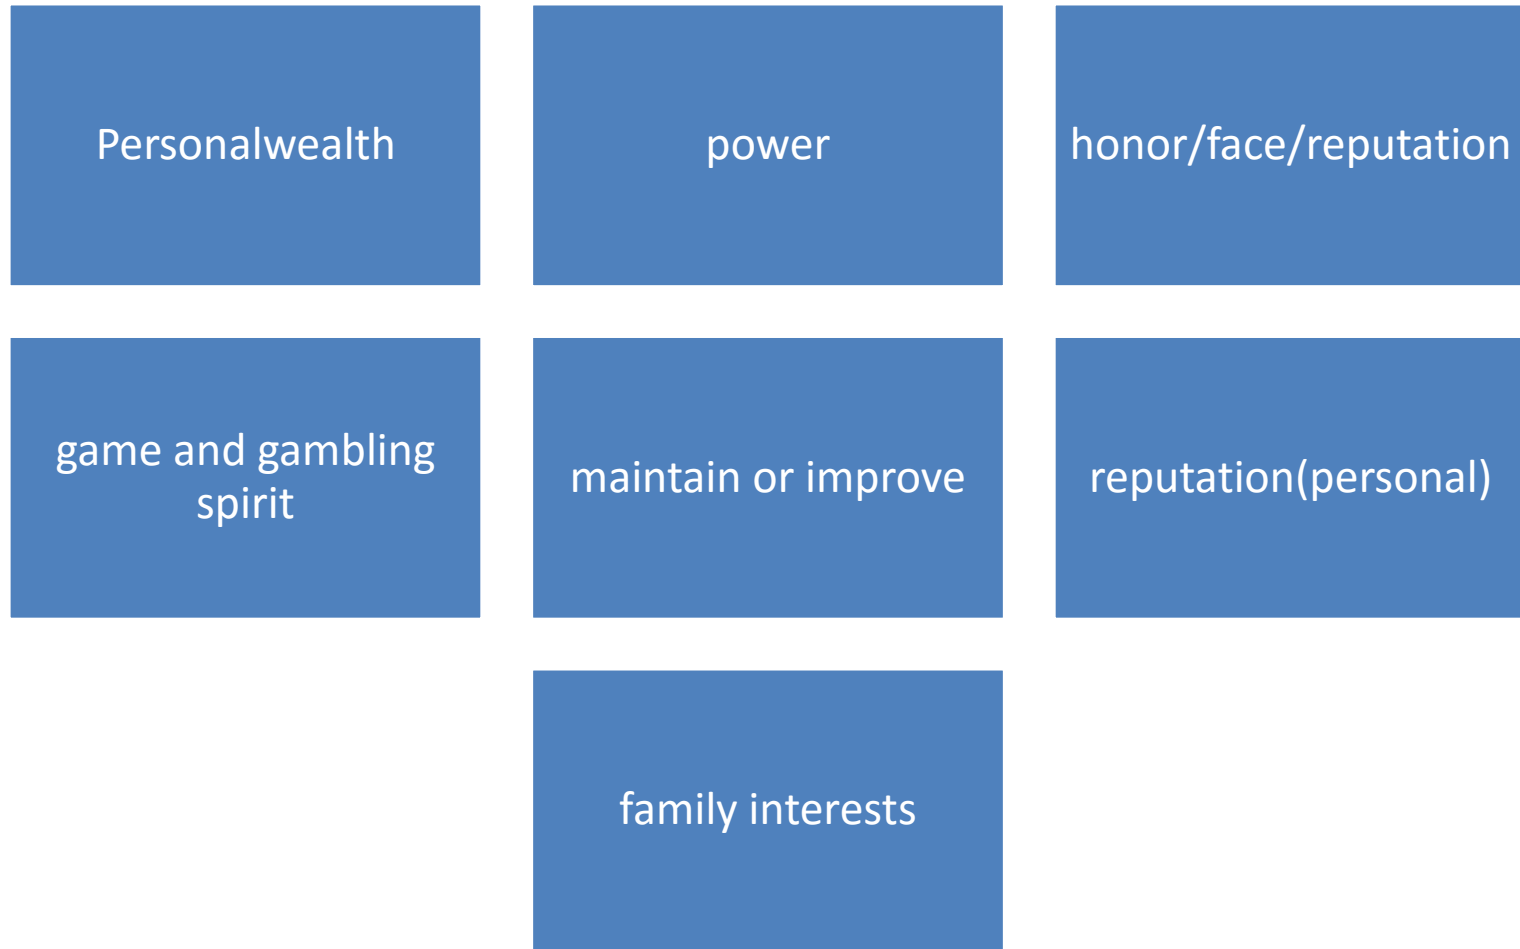 Personalwealth
power
honor/face/reputation
game and gambling
spirit
maintain or improve
reputation(personal)
family interests